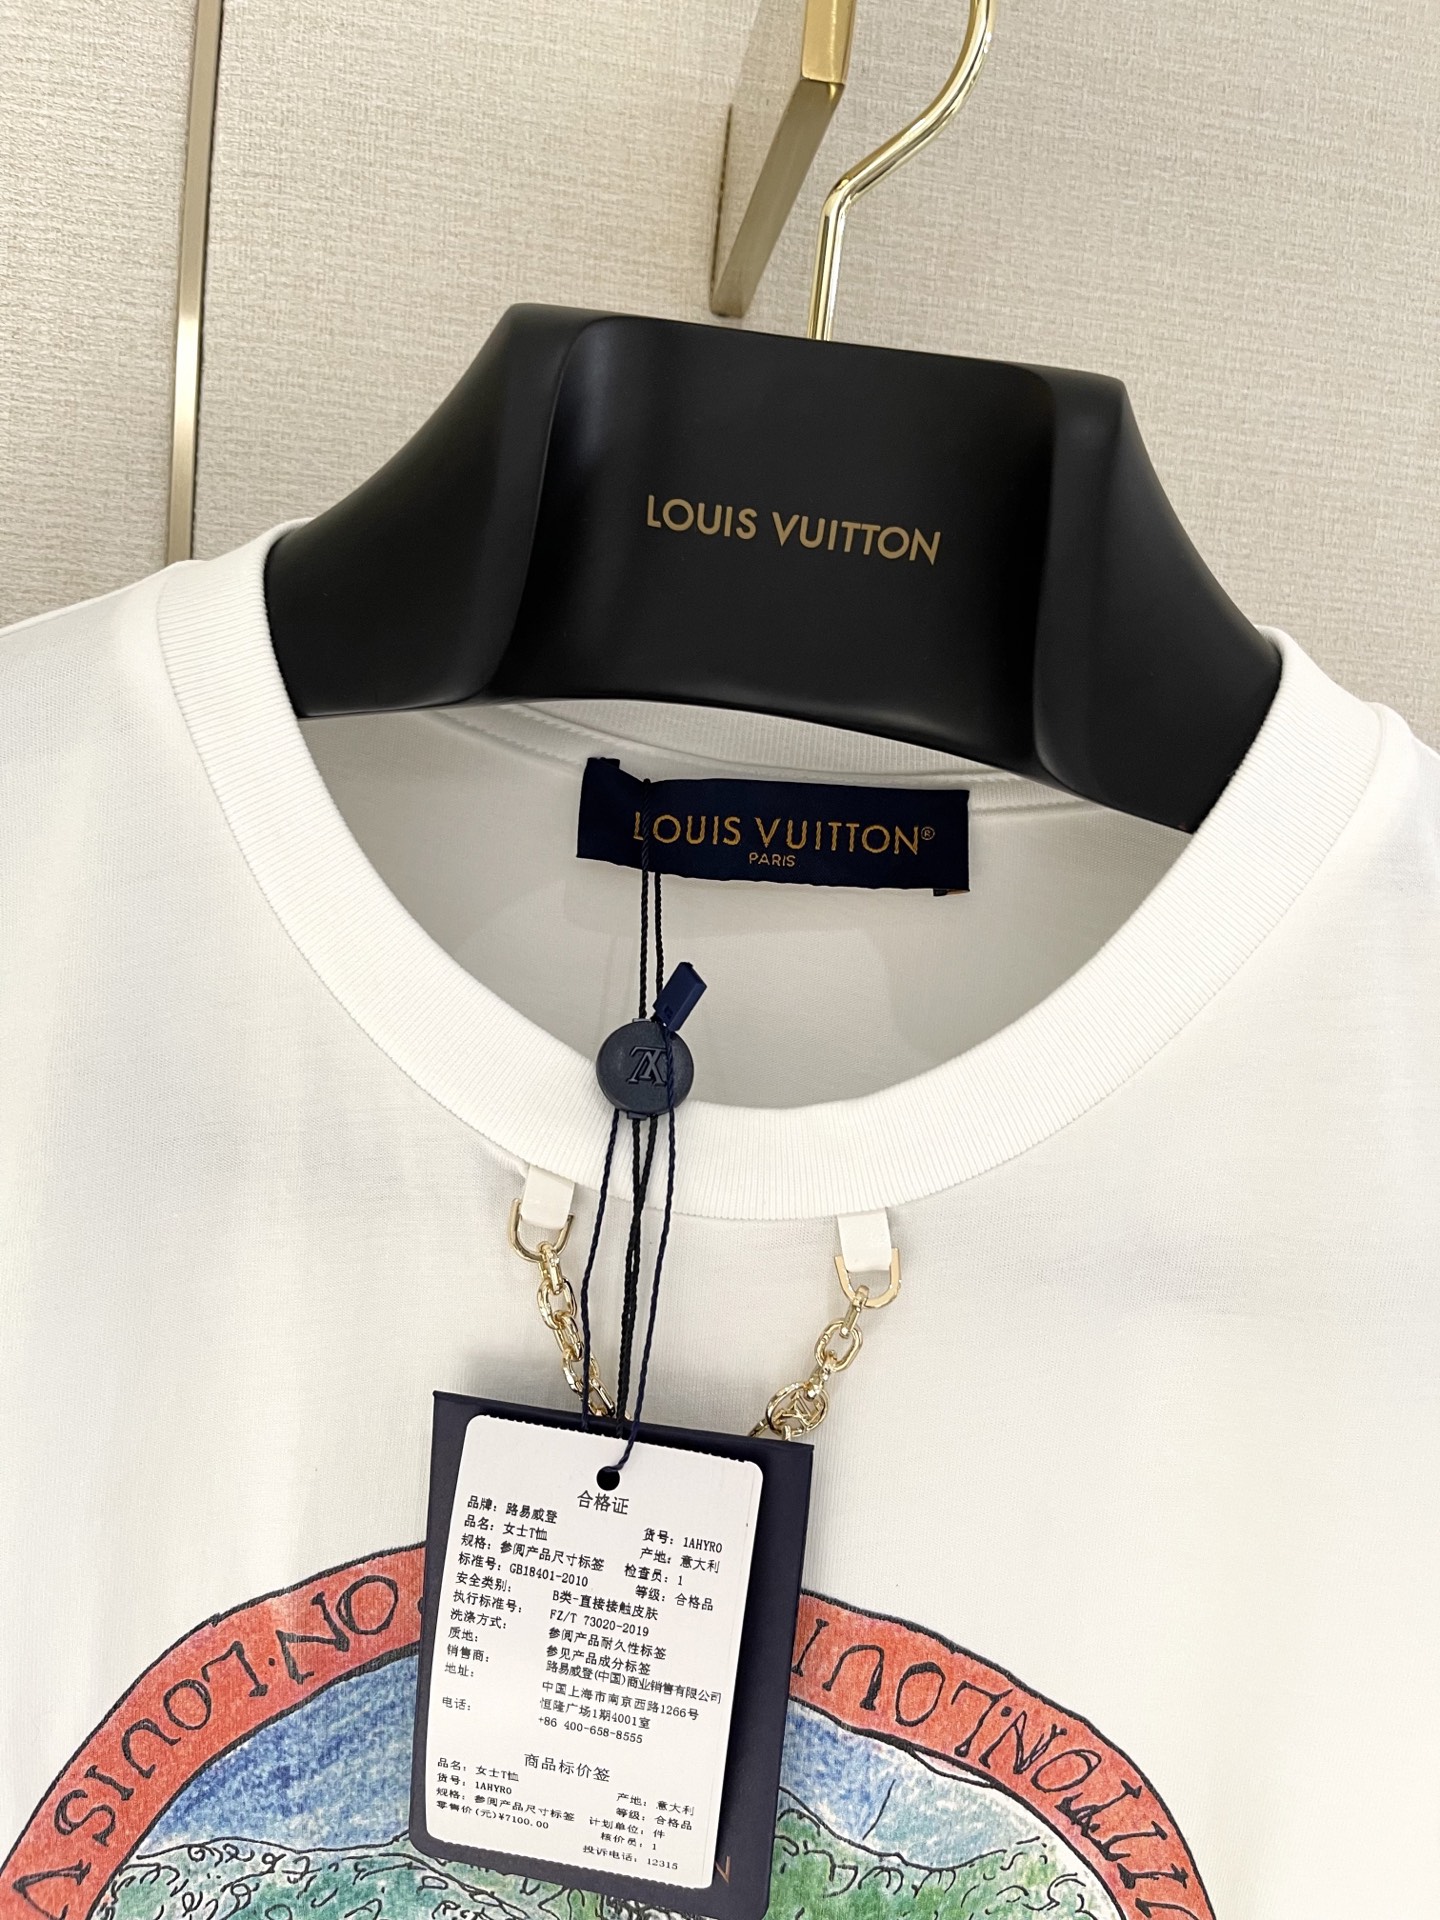 LOUIS VUITTON
LOUIS VUITTON®
PARIS
合格证
品牌: 路易威登
品名: 女士T恤 货号: 1AHYR0
规格: 参阅产品尺寸标签 产地: 意大利
标准号: GB18401-2010 检查员: 1
安全类别: B类-直接接触皮肤 等级: 合格品
执行标准号: FZ/T 73020-2019
洗涤方式: 参阅产品耐久性标签
质地: 参见产品成分标签
销售商: 路易威登(中国)商业销售有限公司
地址: 中国上海市南京西路1266号
恒隆广场1期4001室
电话: +86 400-658-8555
商品标价签
品名: 女士T恤 产地: 意大利
货号: 1AHYR0 等级: 合格品
规格: 参阅产品尺寸标签 计划单位: 件
零售价(元)¥7100.00 核价员: 1
投诉电话: 12315
ON·LOUIS V
LOUI
TTON·LOUIS